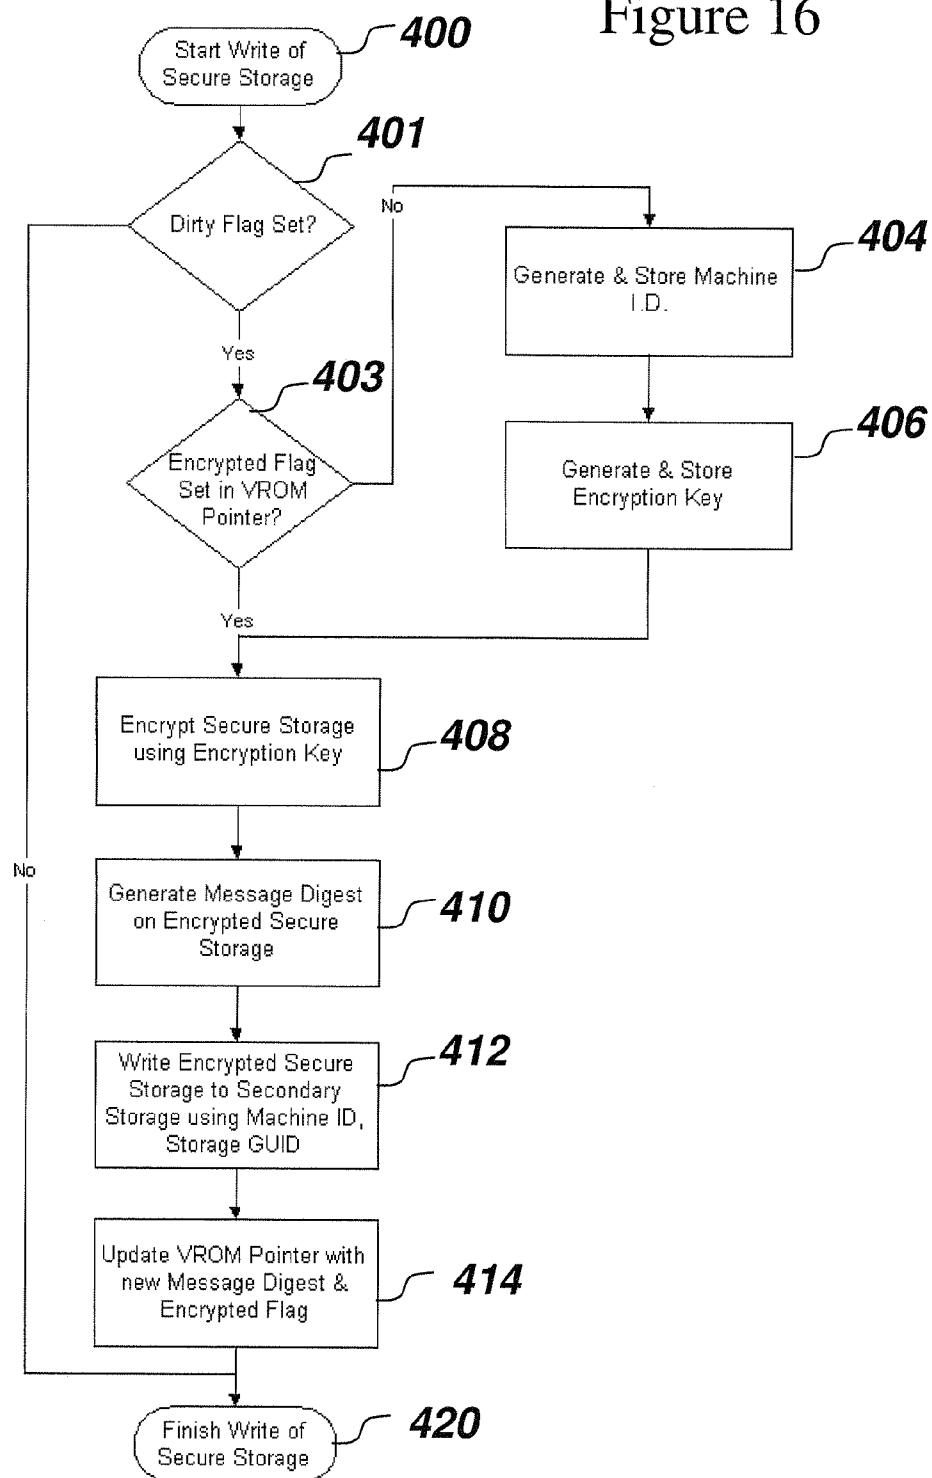 Figure 16
Start Write of
Secure Storage
400
401
Dirty Flag Set?
No
404
Generate & Store Machine
I.D.
Yes
403
Encrypted Flag
Set in VROM
Pointer?
406
Generate & Store
Encryption Key
Yes
Encrypt Secure Storage
using Encryption Key
408
No
Generate Message Digest
on Encrypted Secure
Storage
410
Write Encrypted Secure
Storage to Secondary
Storage using Machine ID,
Storage GUID
412
Update VROM Pointer with
new Message Digest &
Encrypted Flag
414
Finish Write of
Secure Storage
420